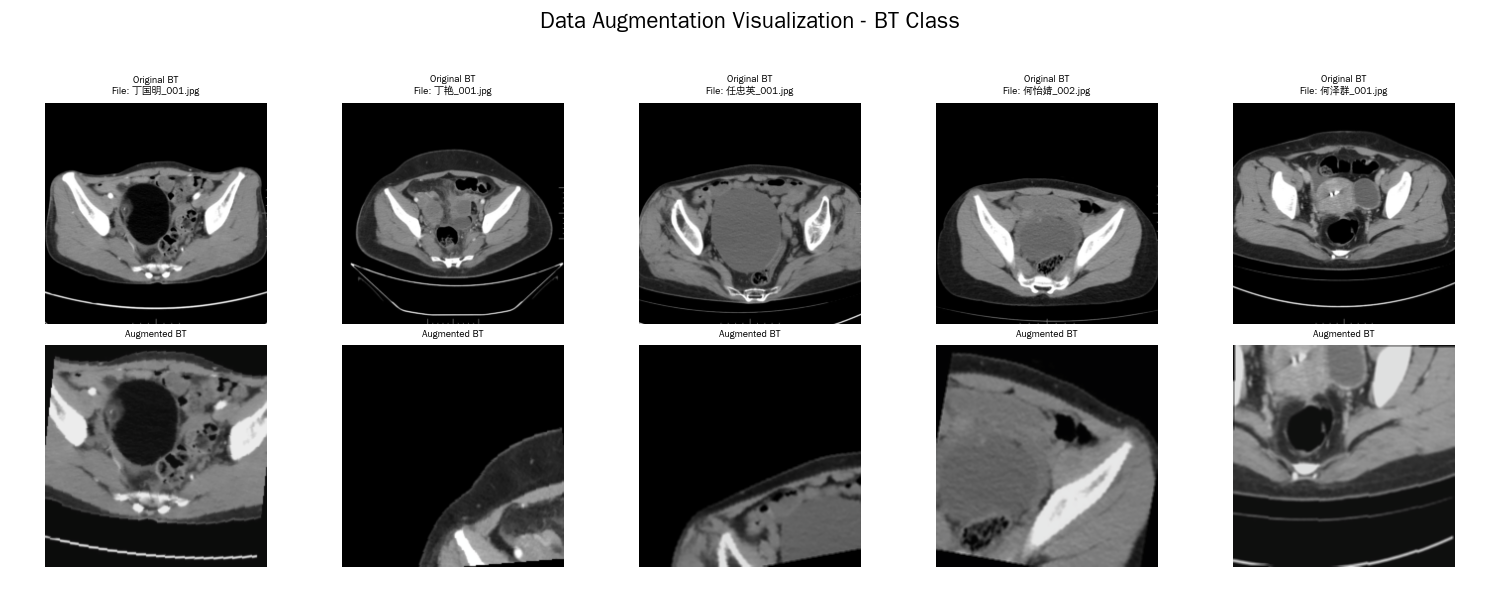 Data Augmentation Visualization - BT Class
Original BT
File: 丁国明_001.jpg
Original BT
File: 丁艳_001.jpg
Original BT
File: 任忠英_001.jpg
Original BT
File: 何怡婧_002.jpg
Original BT
File: 何泽群_001.jpg
Augmented BT
Augmented BT
Augmented BT
Augmented BT
Augmented BT